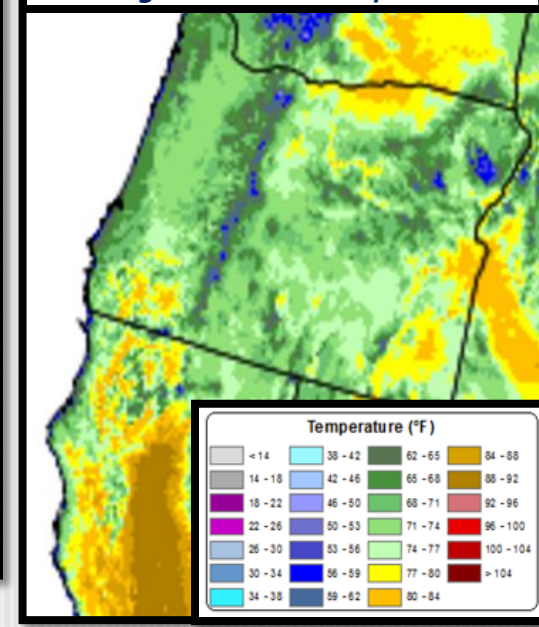 Temperature (°F)
< 14 38 - 42 62 - 65 84 - 88
14 - 18 42 - 46 65 - 68 88 - 92
18 - 22 46 - 50 68 - 71 92 - 96
22 - 26 50 - 53 71 - 74 96 - 100
26 - 30 53 - 56 74 - 77 100 - 104
30 - 34 56 - 59 77 - 80 > 104
34 - 38 59 - 62 80 - 84